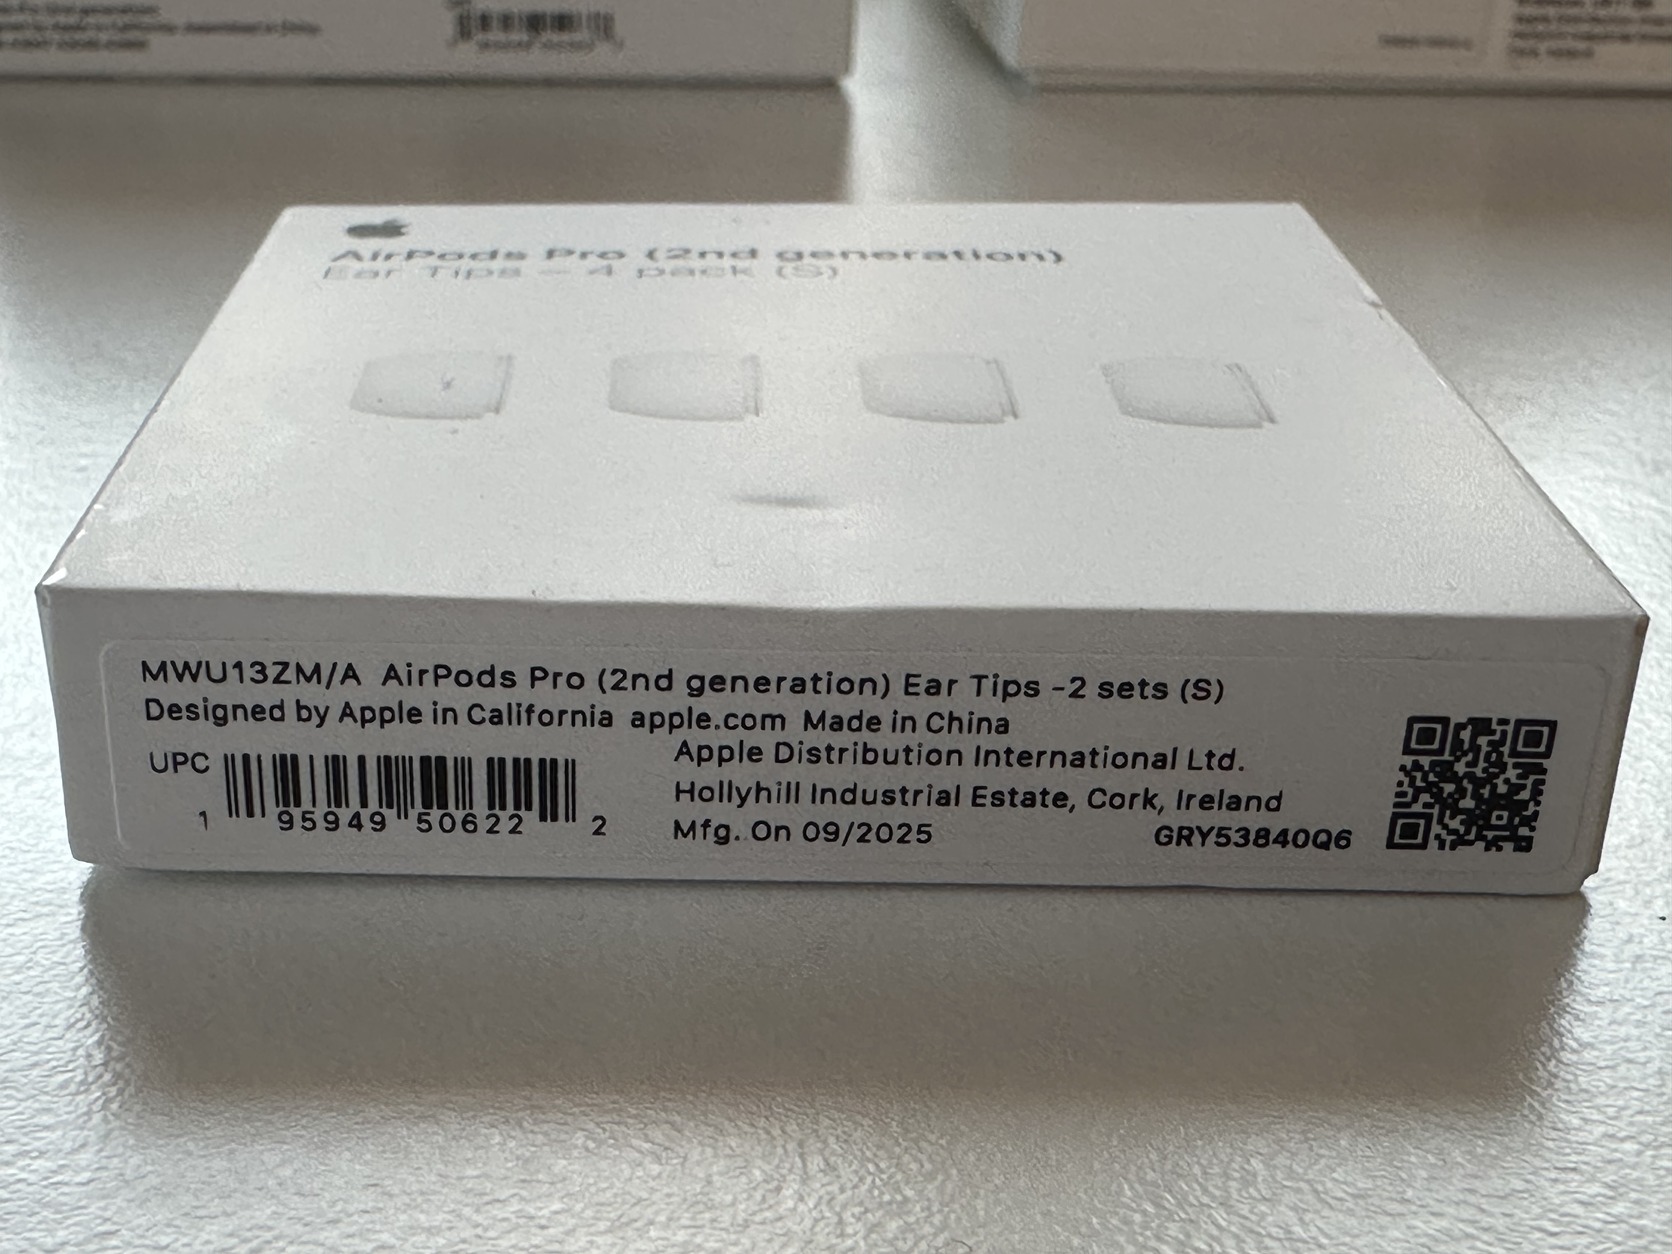 AirPods Pro (2nd generation)
Ear Tips – 4 pack (S)
MWU13ZM/A AirPods Pro (2nd generation) Ear Tips -2 sets (S)
Designed by Apple in California apple.com Made in China
UPC
1 95949 50622 2
Apple Distribution International Ltd.
Hollyhill Industrial Estate, Cork, Ireland
Mfg. On 09/2025 GRY53840Q6